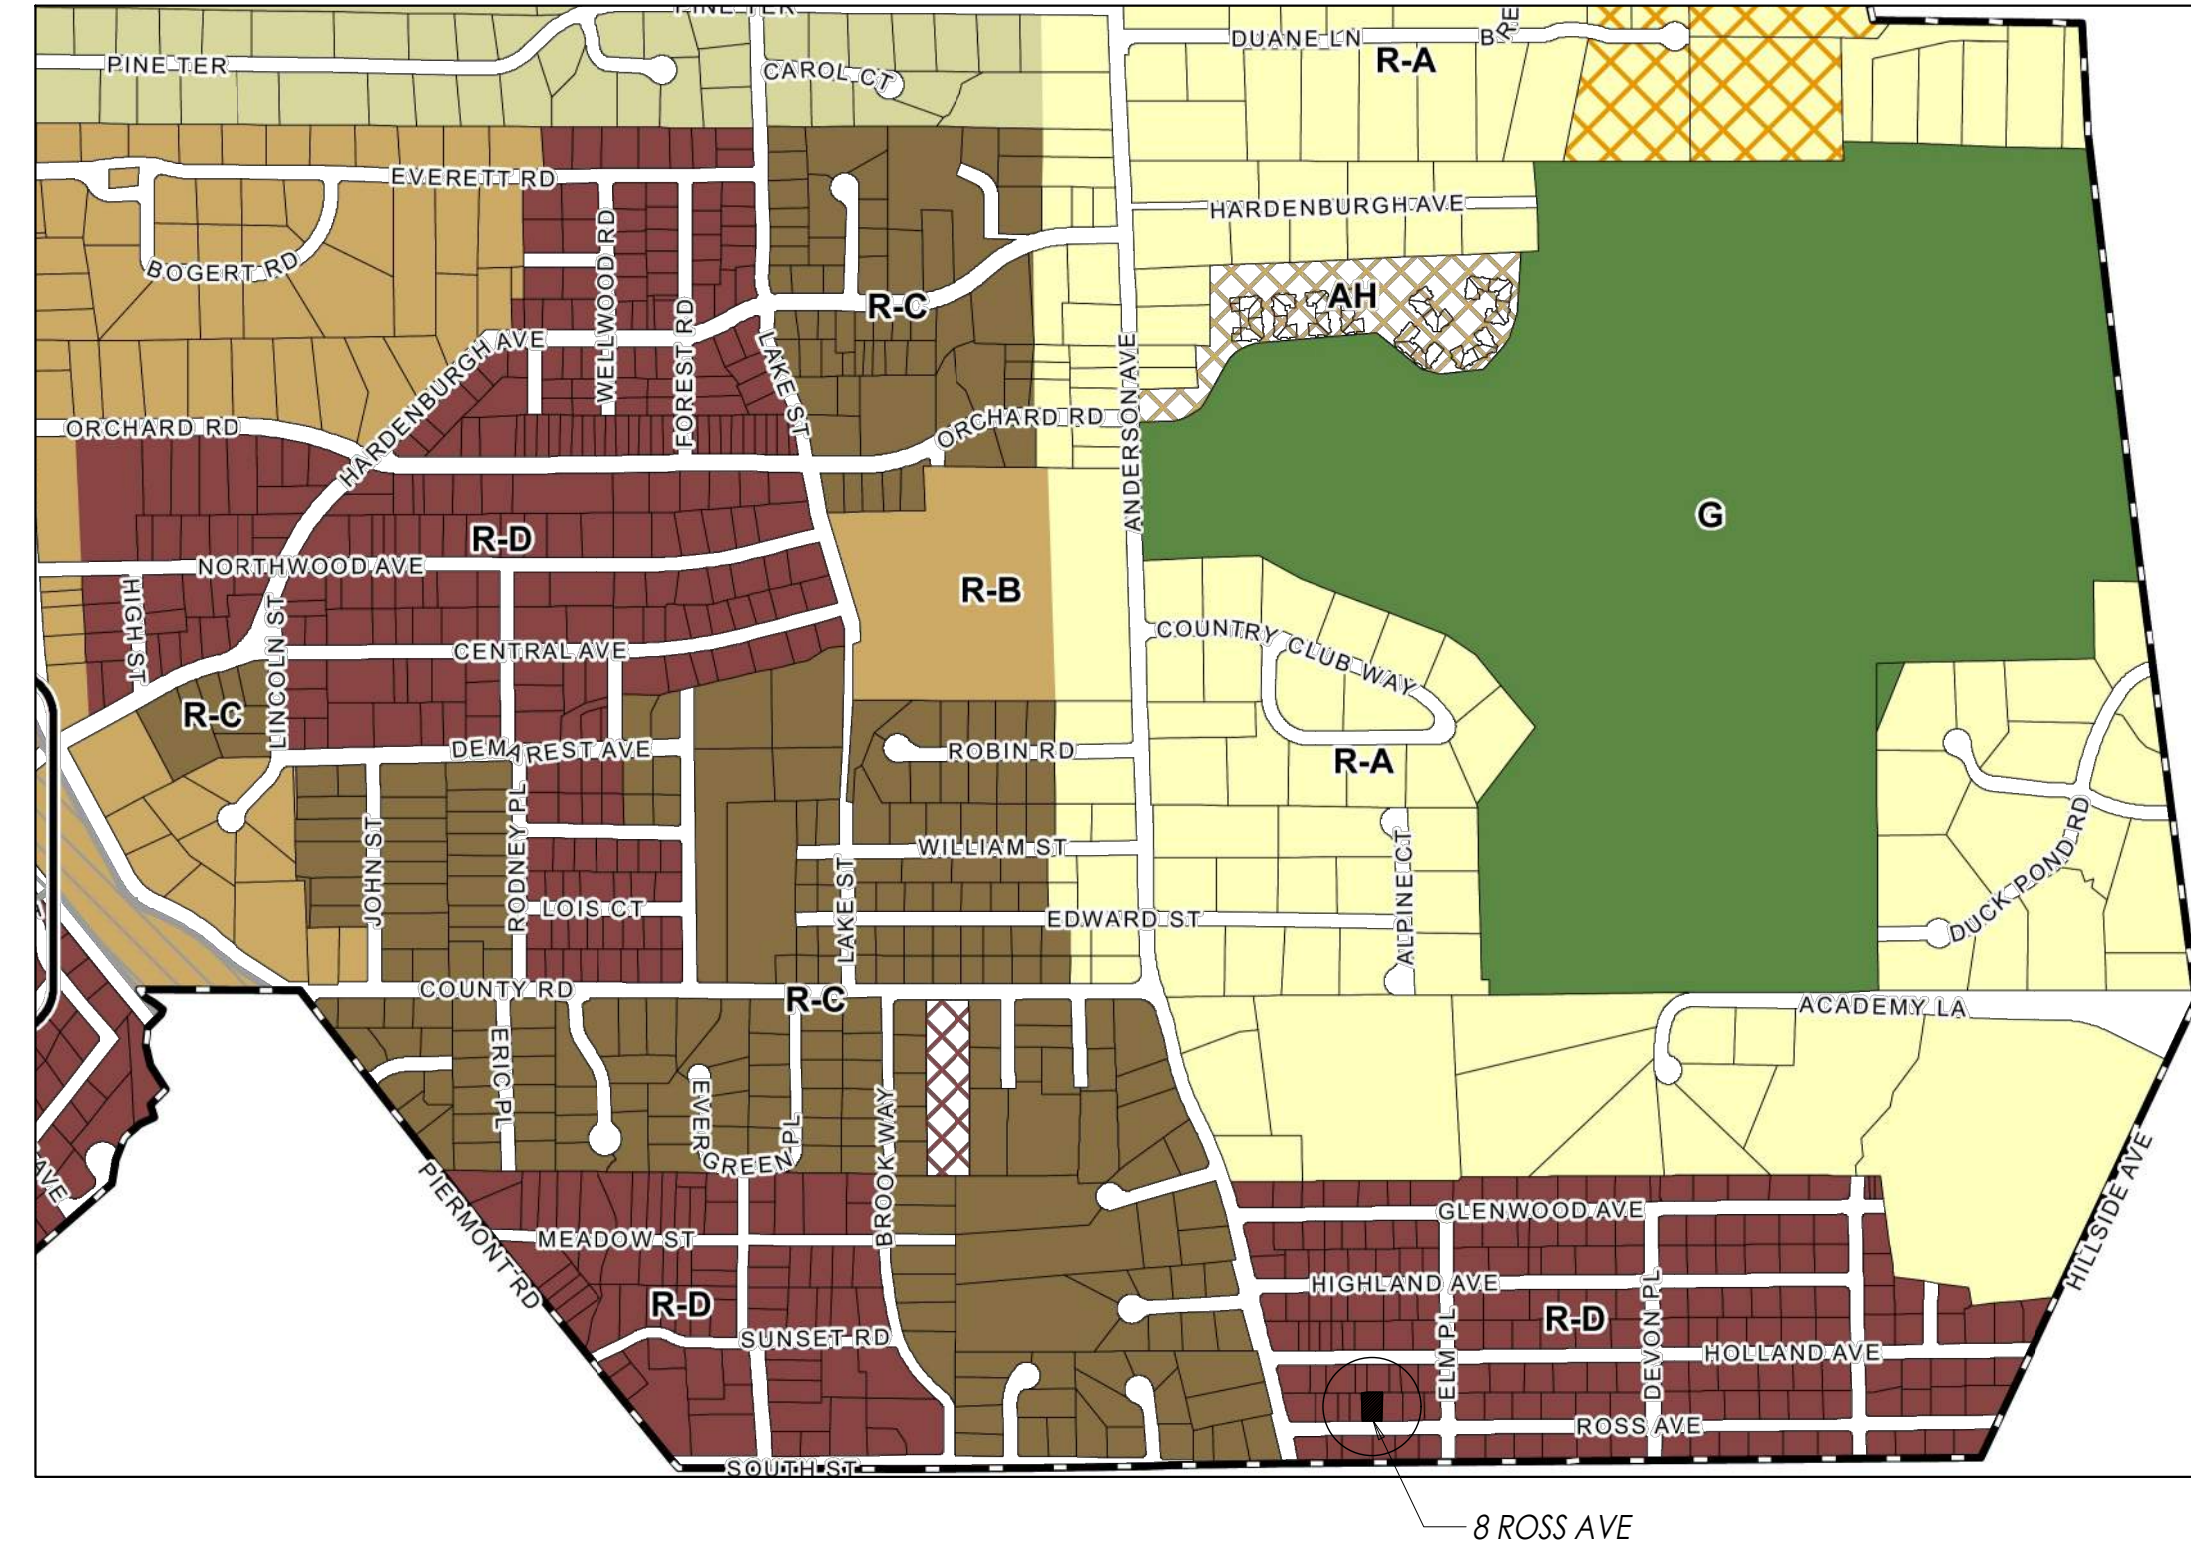 PINE TER
DUANE LN
BRE
R-A
PINE TER
CAROL CT
EVERETT RD
HARDENBURGH AVE
WELLWOOD RD
BOGERT RD
AH
R-C
FOREST RD
HARDENBURGH AVE
LAKE ST
ANDERSON AVE
ORCHARD RD
ORCHARD RD
G
R-D
NORTHWOOD AVE
R-B
HIGH ST
LINCOLN ST
CENTRAL AVE
COUNTRY CLUB WAY
R-C
DEMAREST AVE
ROBIN RD
R-A
RODNEY PL
JOHN ST
WILLIAM ST
ALPINE CT
DUCK POND RD
LOIS CT
LAKE ST
EDWARD ST
COUNTY RD
R-C
ACADEMY LA
ERIC PL
EVERGREEN PL
BROOK WAY
AVE
PIERMONT RD
HILLSIDE AVE
GLENWOOD AVE
MEADOW ST
HIGHLAND AVE
R-D
R-D
ELM PL
DEVON PL
SUNSET RD
HOLLAND AVE
ROSS AVE
SOUTH ST
8 ROSS AVE